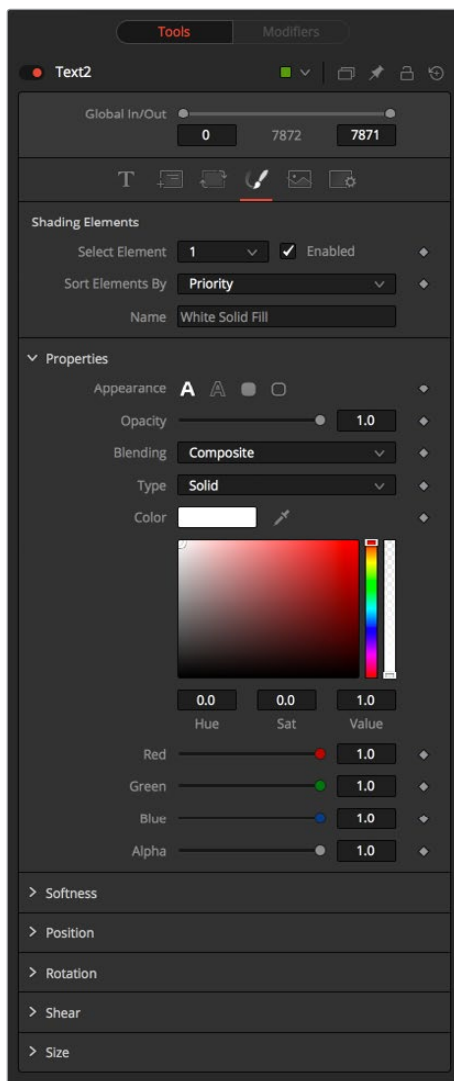 Tools Modifiers
Text2
Global In/Out
0 7872 7871
T
Shading Elements
Select Element 1 Enabled
Sort Elements By Priority
Name White Solid Fill
Properties
Appearance A A
Opacity 1.0
Blending Composite
Type Solid
Color
0.0 0.0 1.0
Hue Sat Value
Red 1.0
Green 1.0
Blue 1.0
Alpha 1.0
Softness
Position
Rotation
Shear
Size